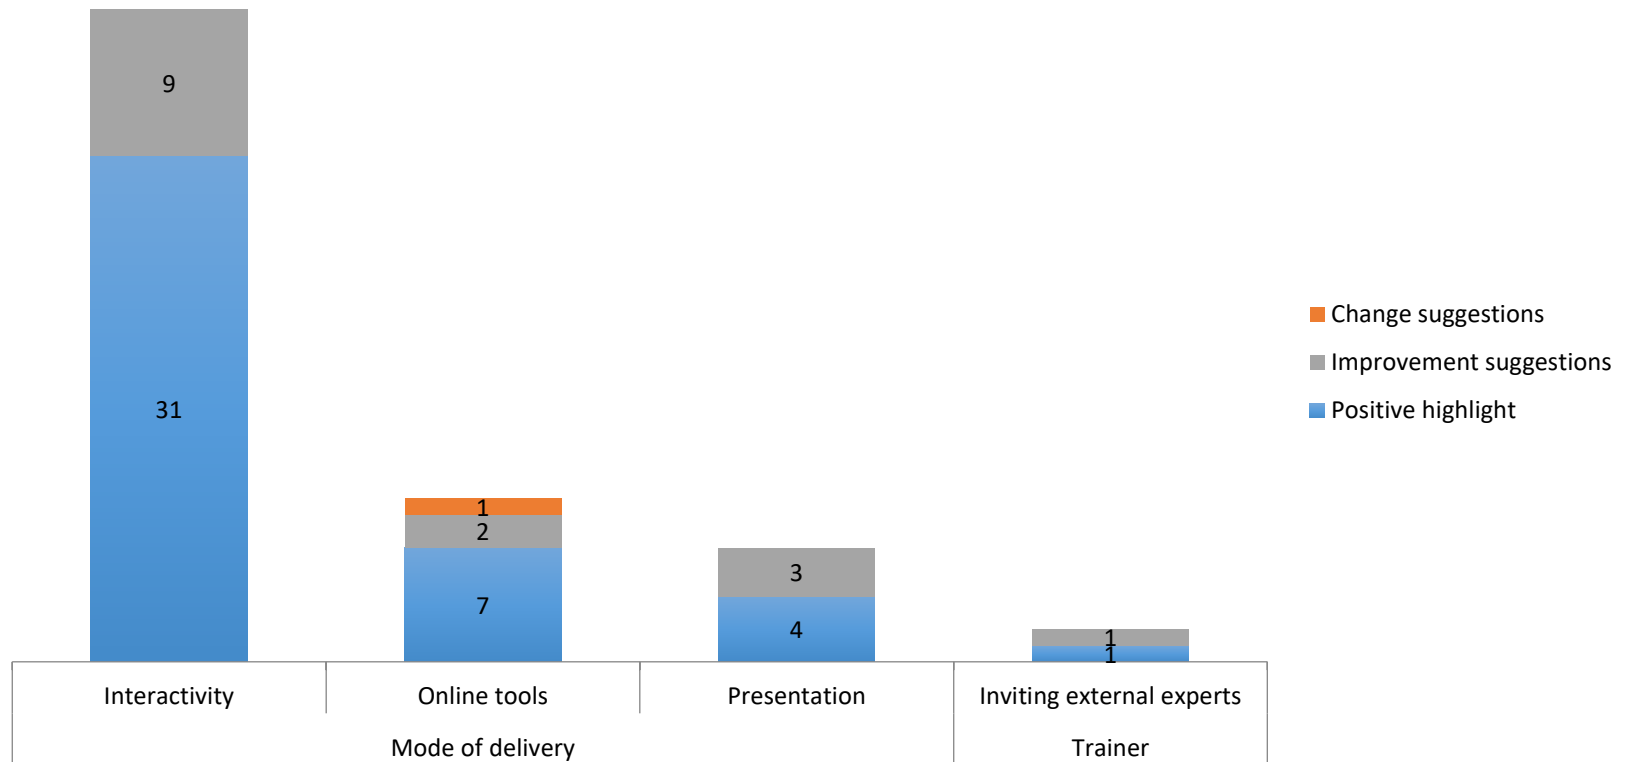 9
31
1
2
7
3
4
1
1
Change suggestions
Improvement suggestions
Positive highlight
Interactivity
Online tools
Presentation
Inviting external experts
Mode of delivery
Trainer